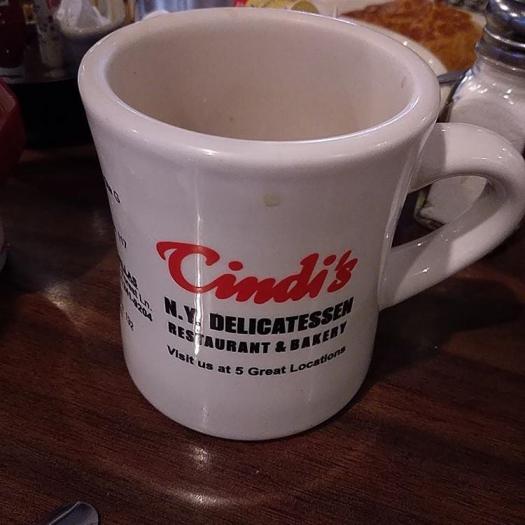 Cindi's
N.Y. DELICATESSEN
RESTAURANT & BAKERY
Visit us at 5 Great Locations